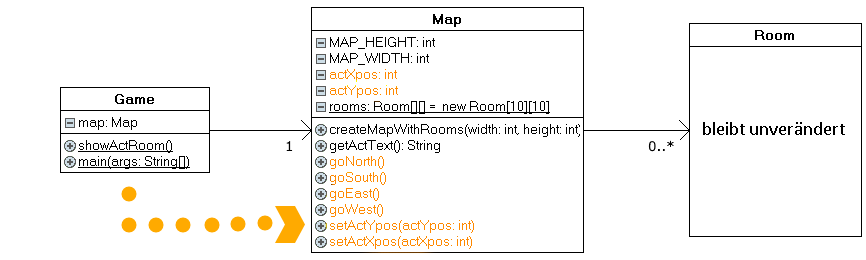 Game
map: Map
showActRoom()
main(args: String[])
1
Map
MAP_HEIGHT: int
MAP_WIDTH: int
actXpos: int
actYpos: int
rooms: Room[][] = new Room[10][10]
createMapWithRooms(width: int, height: int)
getActText(): String
goNorth()
goSouth()
goEast()
goWest()
setActYpos(actYpos: int)
setActXpos(actXpos: int)
0..*
Room
bleibt unverändert